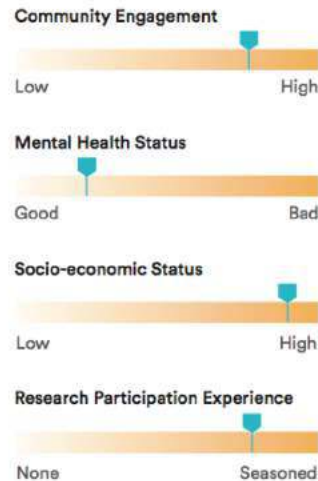 Community Engagement
Low High
Mental Health Status
Good Bad
Socio-economic Status
Low High
Research Participation Experience
None Seasoned